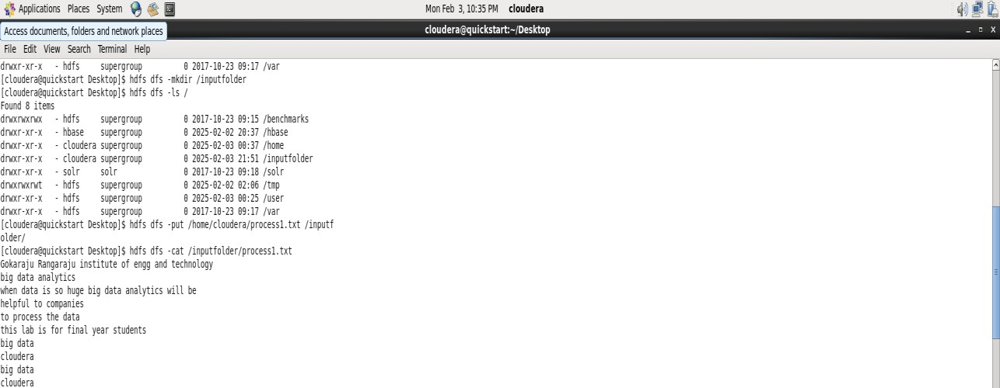 Applications Places System Mon Feb 3, 10:35 PM cloudera
Access documents, folders and network places
cloudera@quickstart:~/Desktop
File Edit View Search Terminal Help
drwxr-xr-x - hdfs supergroup 0 2017-10-23 09:17 /var
[cloudera@quickstart Desktop]$ hdfs dfs -mkdir /inputfolder
[cloudera@quickstart Desktop]$ hdfs dfs -ls /
Found 8 items
drwxrwxrwx - hdfs supergroup 0 2017-10-23 09:15 /benchmarks
drwxr-xr-x - hbase supergroup 0 2025-02-02 20:37 /hbase
drwxr-xr-x - cloudera supergroup 0 2025-02-03 00:37 /home
drwxr-xr-x - cloudera supergroup 0 2025-02-03 21:51 /inputfolder
drwxr-xr-x - solr solr 0 2017-10-23 09:18 /solr
drwxrwxrwt - hdfs supergroup 0 2025-02-02 02:06 /tmp
drwxr-xr-x - hdfs supergroup 0 2025-02-03 00:25 /user
drwxr-xr-x - hdfs supergroup 0 2017-10-23 09:17 /var
[cloudera@quickstart Desktop]$ hdfs dfs -put /home/cloudera/process1.txt /inputf
older/
[cloudera@quickstart Desktop]$ hdfs dfs -cat /inputfolder/process1.txt
Gokaraju Rangaraju institute of engg and technology
big data analytics
when data is so huge big data analytics will be
helpful to companies
to process the data
this lab is for final year students
big data
cloudera
big data
cloudera